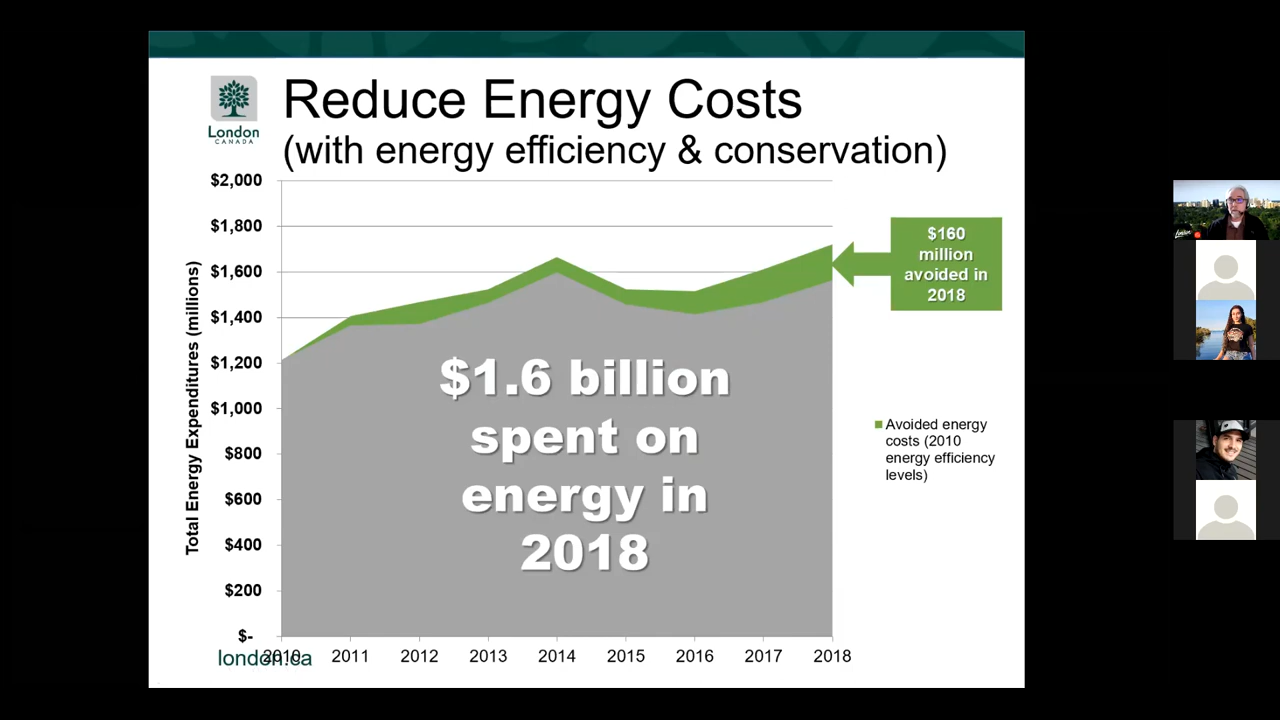 Reduce Energy Costs
(with energy efficiency & conservation)
London
CANADA
$2,000
$1,800
$1,600
$1,400
$1,200
$1,000
$800
$600
$400
$200
$-
Total Energy Expenditures (millions)
$160
million
avoided in
2018
$1.6 billion
spent on
energy in
2018
Avoided energy
costs (2010
energy efficiency
levels)
2010 2011 2012 2013 2014 2015 2016 2017 2018
london.ca
London